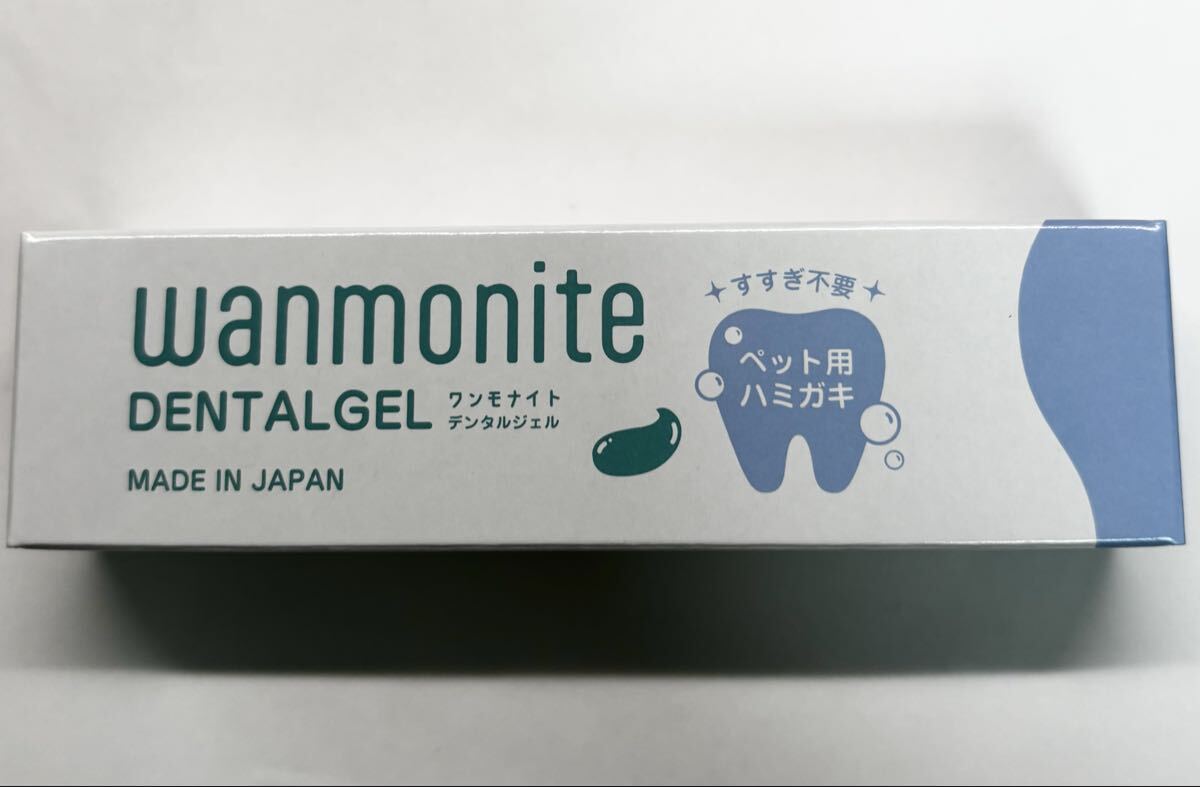 wanmonite
DENTALGEL
ワンモナイト
デンタルジェル
MADE IN JAPAN
すすぎ不要
ペット用
ハミガキ